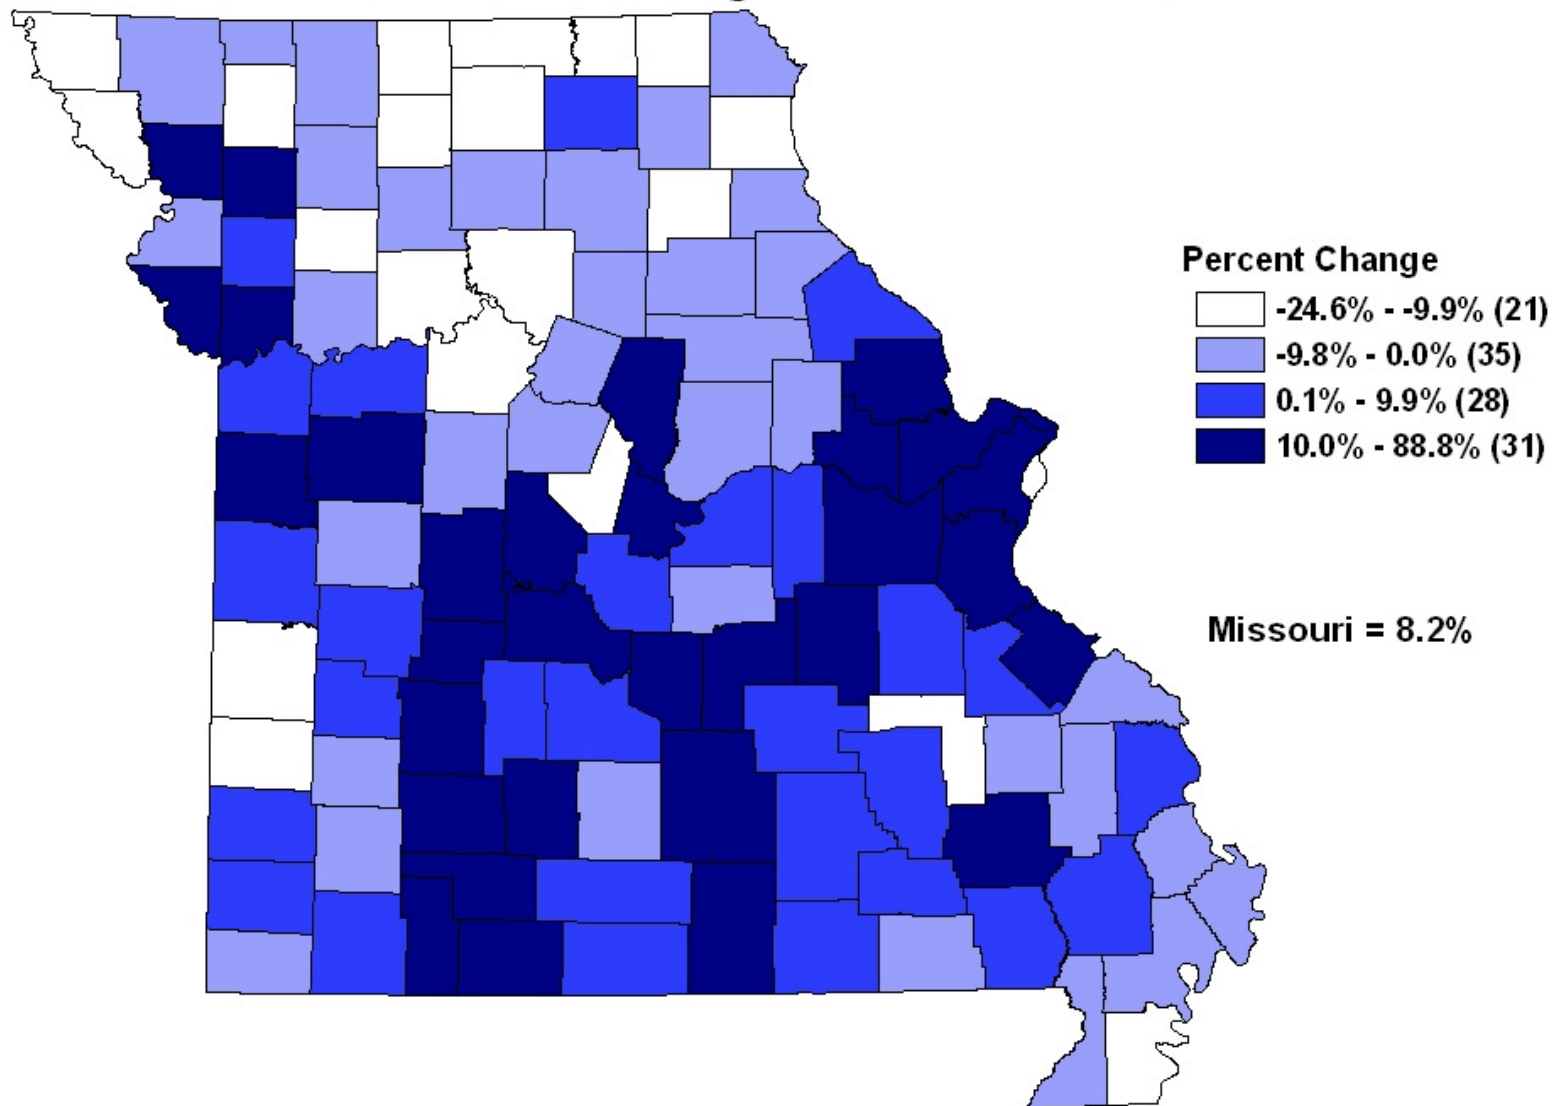 Percent Change
-24.6% - -9.9% (21)
-9.8% - 0.0% (35)
0.1% - 9.9% (28)
10.0% - 88.8% (31)
Missouri = 8.2%